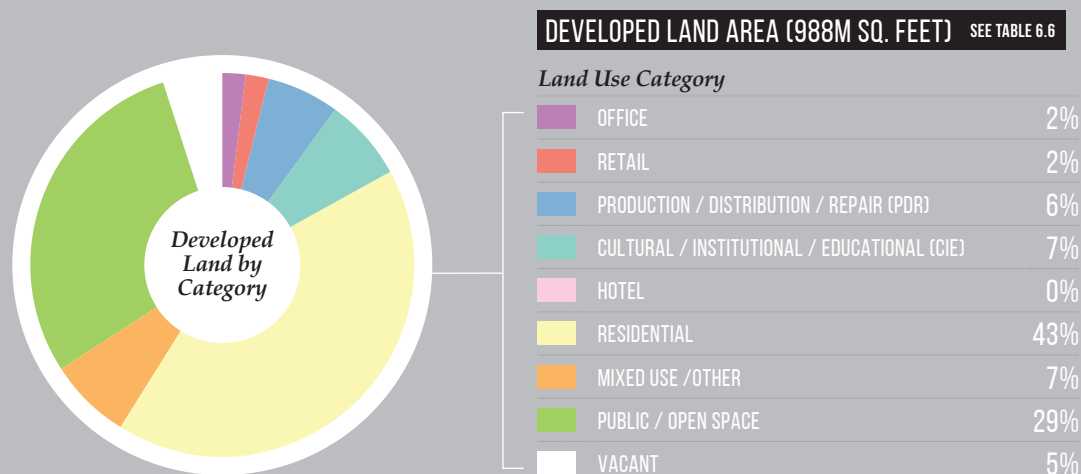 DEVELOPED LAND AREA (988M SQ. FEET) SEE TABLE 6.6
Land Use Category
OFFICE 2%
RETAIL 2%
PRODUCTION / DISTRIBUTION / REPAIR (PDR) 6%
CULTURAL / INSTITUTIONAL / EDUCATIONAL (CIE) 7%
HOTEL 0%
RESIDENTIAL 43%
MIXED USE /OTHER 7%
PUBLIC / OPEN SPACE 29%
VACANT 5%
Developed
Land by
Category